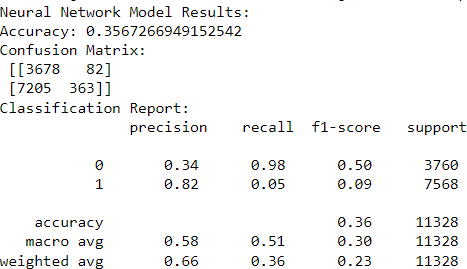 Neural Network Model Results:
Accuracy: 0.3567266949152542
Confusion Matrix:
[[3678 82]
[7205 363]]
Classification Report:
precision recall f1-score support
0 0.34 0.98 0.50 3760
1 0.82 0.05 0.09 7568
accuracy 0.36 11328
macro avg 0.58 0.51 0.30 11328
weighted avg 0.66 0.36 0.23 11328